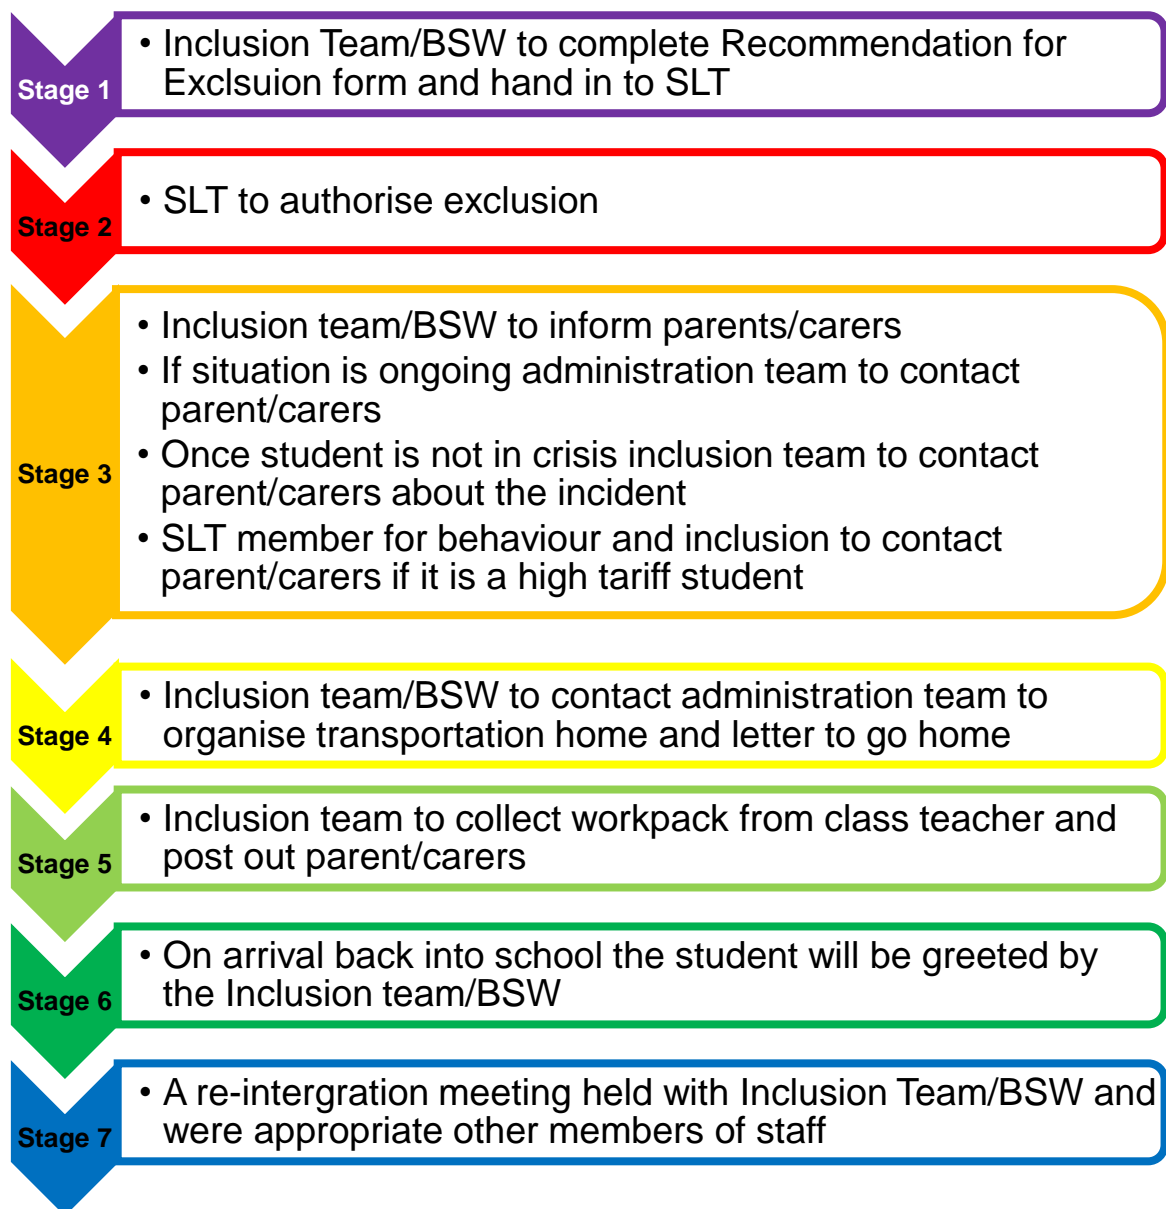 Stage 1
• Inclusion Team/BSW to complete Recommendation for
Exclsuion form and hand in to SLT
Stage 2
• SLT to authorise exclusion
Stage 3
• Inclusion team/BSW to inform parents/carers
• If situation is ongoing administration team to contact
parent/carers
• Once student is not in crisis inclusion team to contact
parent/carers about the incident
• SLT member for behaviour and inclusion to contact
parent/carers if it is a high tariff student
Stage 4
• Inclusion team/BSW to contact administration team to
organise transportation home and letter to go home
Stage 5
• Inclusion team to collect workpack from class teacher and
post out parent/carers
Stage 6
• On arrival back into school the student will be greeted by
the Inclusion team/BSW
Stage 7
• A re-intergration meeting held with Inclusion Team/BSW and
were appropriate other members of staff